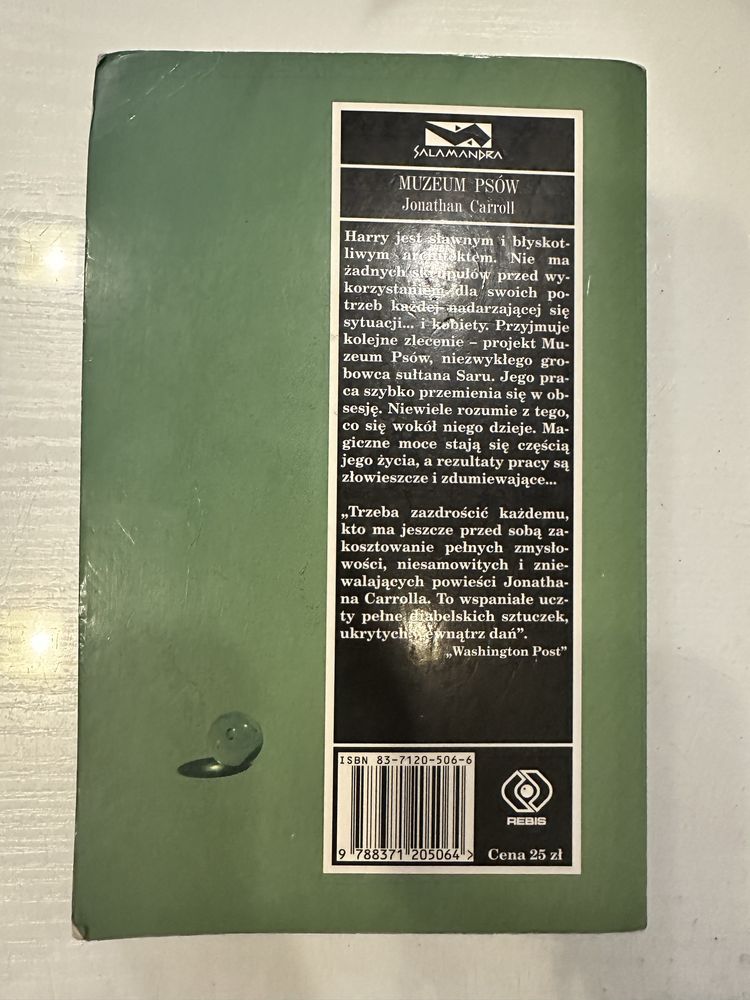 SALAMANDRA
MUZEUM PSÓW
Jonathan Carroll
Harry jest sławnym i błyskot-
liwym architektem. Nie ma
żadnych skrupułów przed wy-
korzystaniem dla swoich po-
trzeb każdej nadarzającej się
sytuacji... i kobiety. Przyjmuje
kolejne zlecenie – projekt Mu-
zeum Psów, niezwykłego gro-
bowca sułtana Saru. Jego pra-
ca szybko przemienia się w ob-
sesję. Niewiele rozumie z tego,
co się wokół niego dzieje. Ma-
giczne moce stają się częścią
jego życia, a rezultaty pracy są
złowieszcze i zdumiewające...
„Trzeba zazdrościć każdemu,
kto ma jeszcze przed sobą za-
kosztowanie pełnych zmysło-
wości, niesamowitych i znie-
walających powieści Jonatha-
na Carrolla. To wspaniałe ucz-
ty pełne diabelskich sztuczek,
ukrytych wewnątrz dań”.
„Washington Post”
ISBN 83-7120-506-6
9 788371 205064 >
REBIS
Cena 25 zł